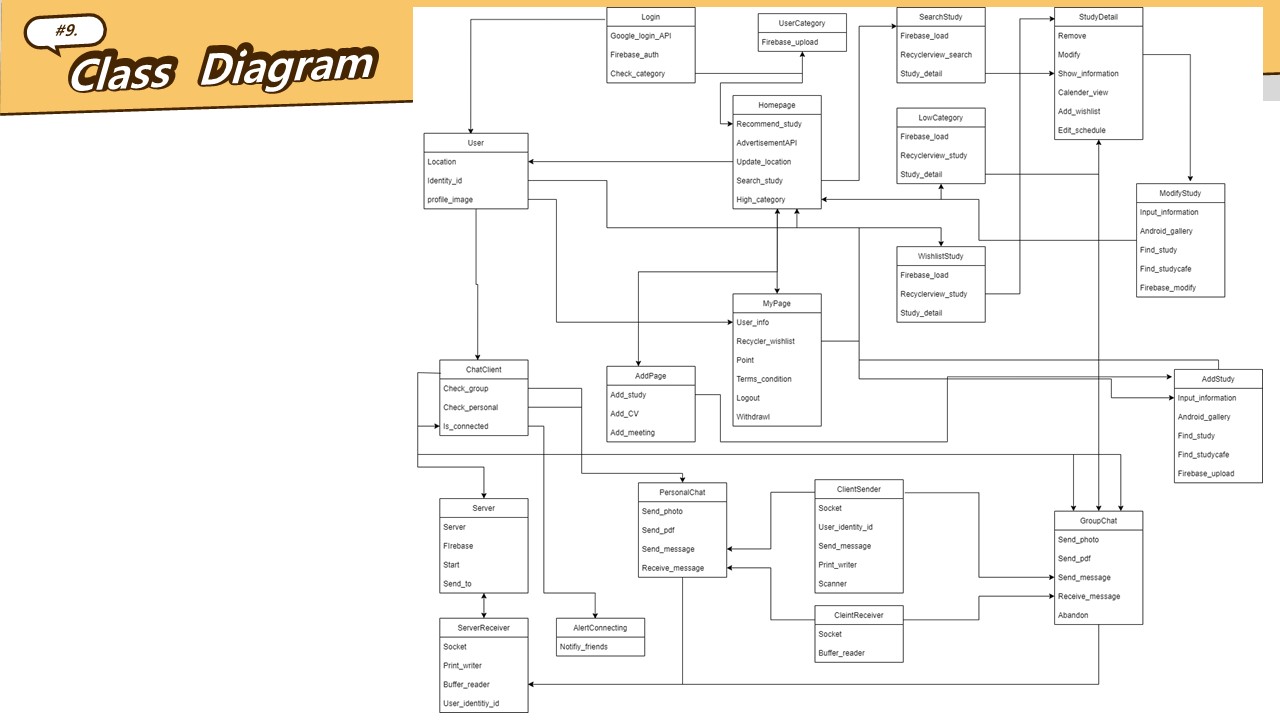 #9.
Class Diagram
Login
Google_login_API
Firebase_auth
Check_category
UserCategory
Firebase_upload
SearchStudy
Firebase_load
Recyclerview_search
Study_detail
StudyDetail
Remove
Modify
Show_information
Calender_view
Add_wishlist
Edit_schedule
Homepage
Recommend_study
AdvertisementAPI
Update_location
Search_study
High_category
LowCategory
Firebase_load
Recyclerview_study
Study_detail
User
Location
Identity_id
profile_image
ModifyStudy
Input_information
Android_gallery
Find_study
Find_studycafe
Firebase_modify
WishlistStudy
Firebase_load
Recyclerview_study
Study_detail
MyPage
User_info
Recycler_wishlist
Point
Terms_condition
Logout
Withdrawl
ChatClient
Check_group
Check_personal
Is_connected
AddPage
Add_study
Add_CV
Add_meeting
AddStudy
Input_information
Android_gallery
Find_study
Find_studycafe
Firebase_upload
Server
Server
FIrebase
Start
Send_to
PersonalChat
Send_photo
Send_pdf
Send_message
Receive_message
ClientSender
Socket
User_identity_id
Send_message
Print_writer
Scanner
GroupChat
Send_photo
Send_pdf
Send_message
Receive_message
Abandon
ServerReceiver
Socket
Print_writer
Buffer_reader
User_identitiy_id
AlertConnecting
Notifiy_friends
CleintReceiver
Socket
Buffer_reader